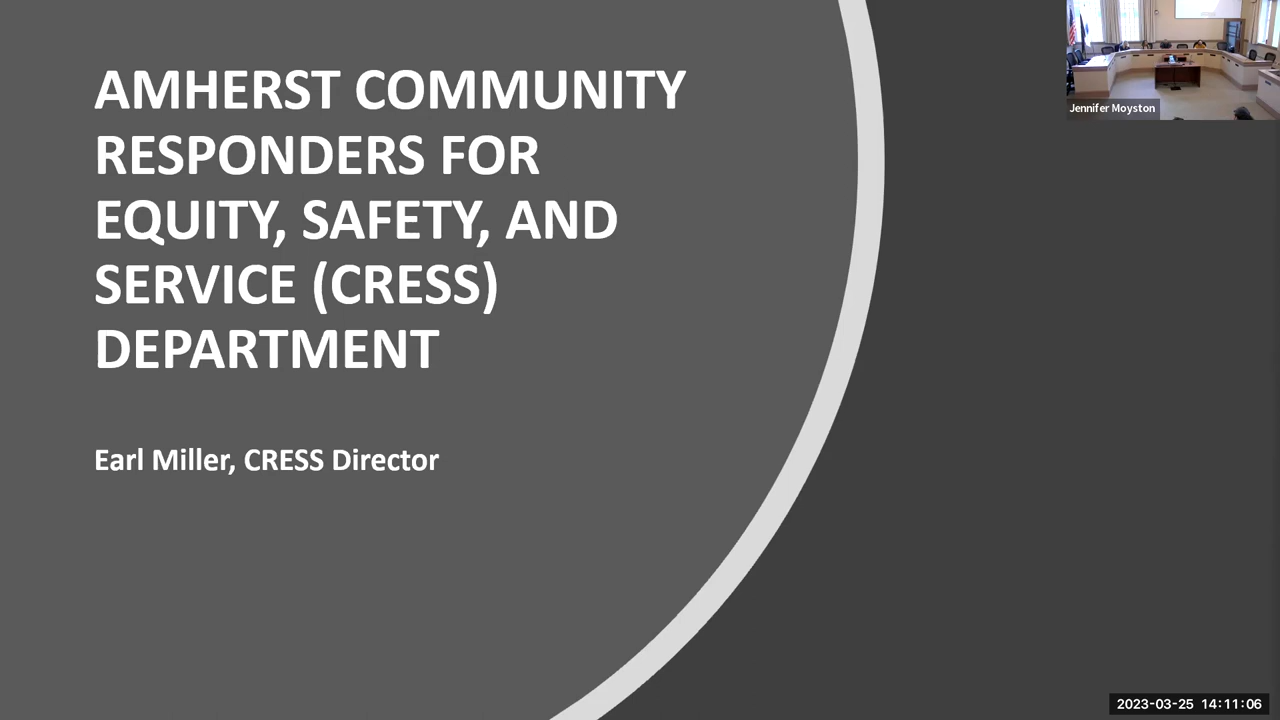 AMHERST COMMUNITY
RESPONDERS FOR
EQUITY, SAFETY, AND
SERVICE (CRESS)
DEPARTMENT
Earl Miller, CRESS Director
Jennifer Moyston
2023-03-25 14:11:06